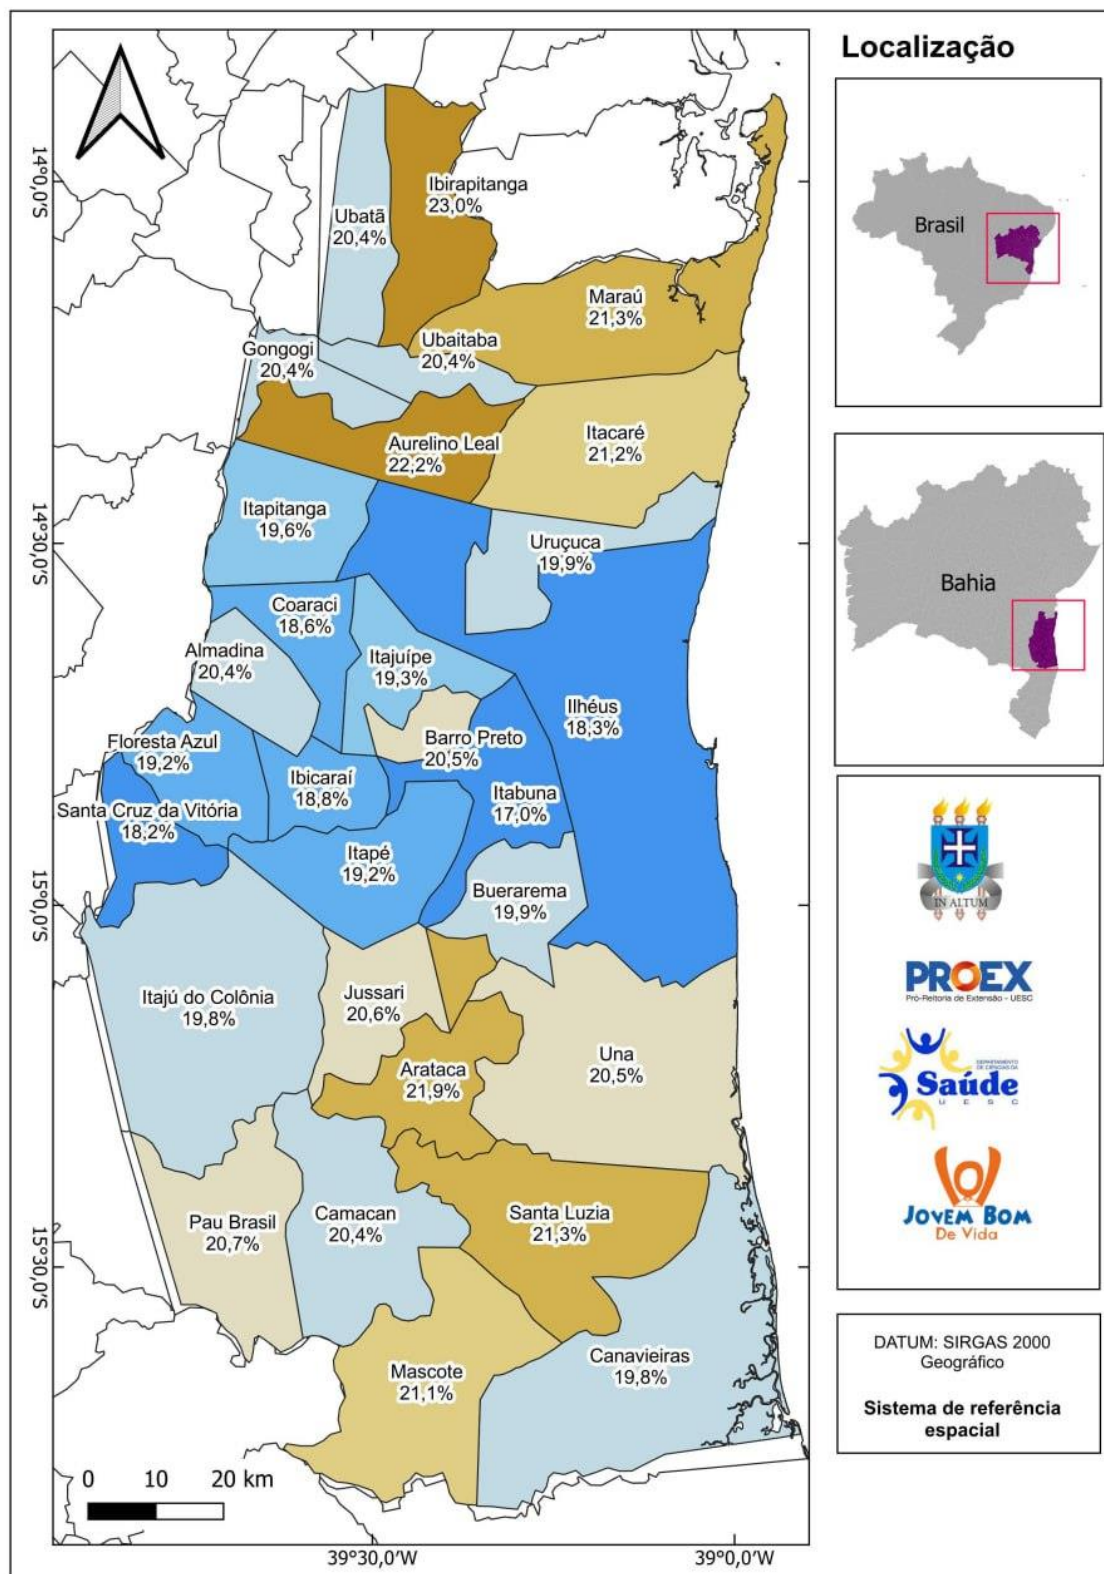 Localização
Brasil
Bahia
14°0,0'S
14°30,0'S
15°0,0'S
15°30,0'S
Ibirapitanga
23,0%
Ubatã
20,4%
Maraú
21,3%
Ubaitaba
20,4%
Gongogi
20,4%
Itacaré
21,2%
Aurelino Leal
22,2%
Itapitanga
19,6%
Uruçuca
19,9%
Coaraci
18,6%
Almadina
20,4%
Itajuípe
19,3%
Ilhéus
18,3%
Floresta Azul
19,2%
Barro Preto
20,5%
Ibicaraí
18,8%
Itabuna
17,0%
Santa Cruz da Vitória
18,2%
Itapé
19,2%
Buerarema
19,9%
Itajú do Colônia
19,8%
Jussari
20,6%
Una
20,5%
Arataca
21,9%
Pau Brasil
20,7%
Camacan
20,4%
Santa Luzia
21,3%
Canavieiras
19,8%
Mascote
21,1%
0 10 20 km
39°30,0'W 39°0,0'W
IN ALTUM
PROEX
Pró-Reitoria de Extensão - UESC
DEPARTAMENTO
DE CIÊNCIAS DA
Saúde
UESC
JOVEM BOM
De Vida
DATUM: SIRGAS 2000
Geográfico
Sistema de referência
espacial